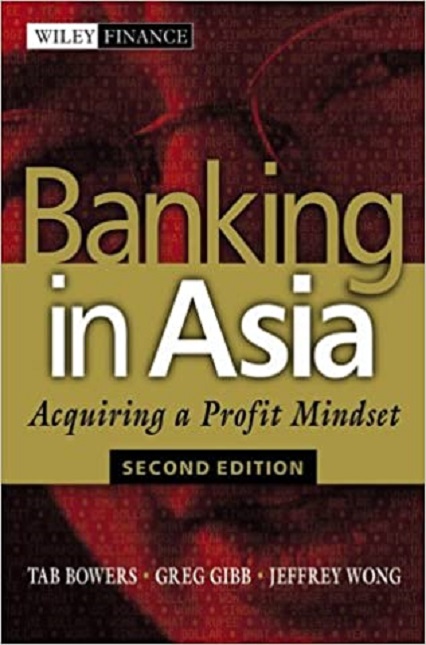 WILEY FINANCE
Banking
in Asia
Acquiring a Profit Mindset
SECOND EDITION
TAB BOWERS • GREG GIBB • JEFFREY WONG